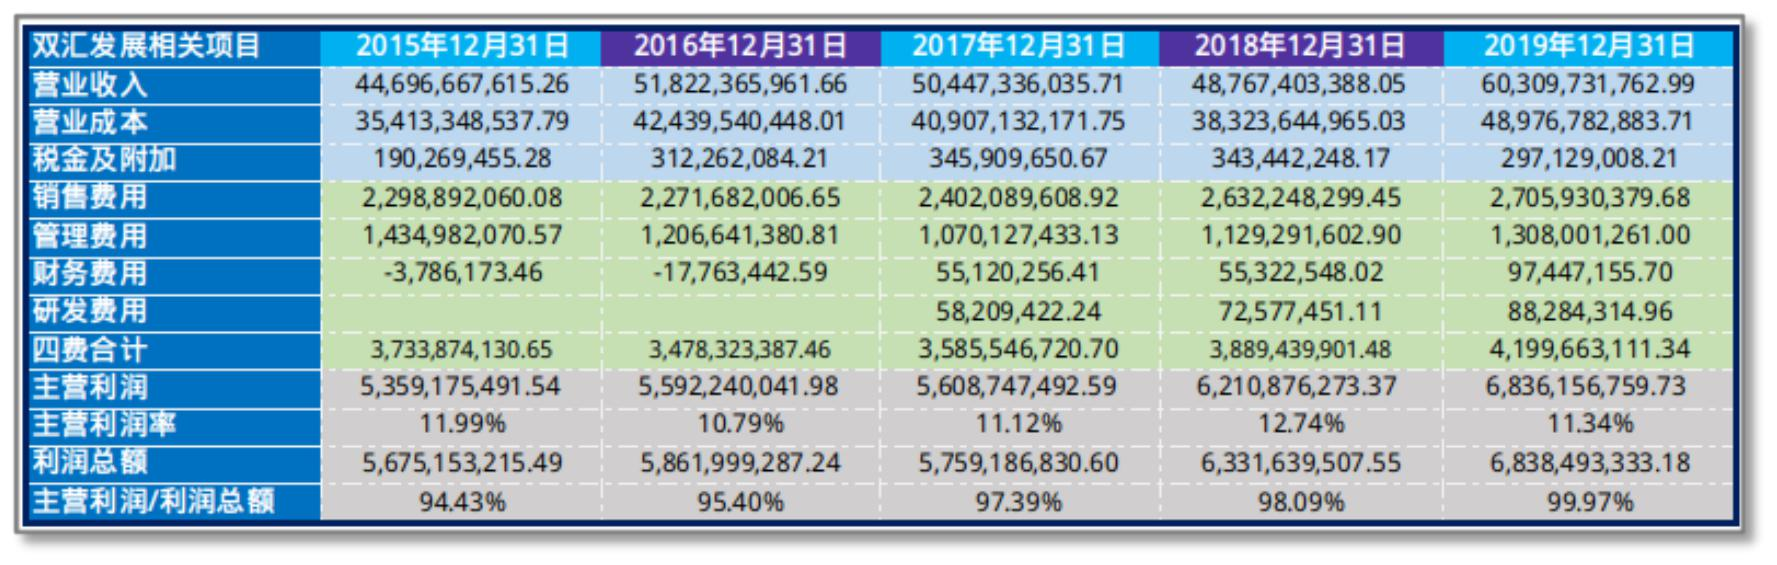 双汇发展相关项目 2015年12月31日 2016年12月31日 2017年12月31日 2018年12月31日 2019年12月31日
营业收入 44,696,667,615.26 51,822,365,961.66 50,447,336,035.71 48,767,403,388.05 60,309,731,762.99
营业成本 35,413,348,537.79 42,439,540,448.01 40,907,132,171.75 38,323,644,965.03 48,976,782,883.71
税金及附加 190,269,455.28 312,262,084.21 345,909,650.67 343,442,248.17 297,129,008.21
销售费用 2,298,892,060.08 2,271,682,006.65 2,402,089,608.92 2,632,248,299.45 2,705,930,379.68
管理费用 1,434,982,070.57 1,206,641,380.81 1,070,127,433.13 1,129,291,602.90 1,308,001,261.00
财务费用 -3,786,173.46 -17,763,442.59 55,120,256.41 55,322,548.02 97,447,155.70
研发费用 58,209,422.24 72,577,451.11 88,284,314.96
四费合计 3,733,874,130.65 3,478,323,387.46 3,585,546,720.70 3,889,439,901.48 4,199,663,111.34
主营利润 5,359,175,491.54 5,592,240,041.98 5,608,747,492.59 6,210,876,273.37 6,836,156,759.73
主营利润率 11.99% 10.79% 11.12% 12.74% 11.34%
利润总额 5,675,153,215.49 5,861,999,287.24 5,759,186,830.60 6,331,639,507.55 6,838,493,333.18
主营利润/利润总额 94.43% 95.40% 97.39% 98.09% 99.97%